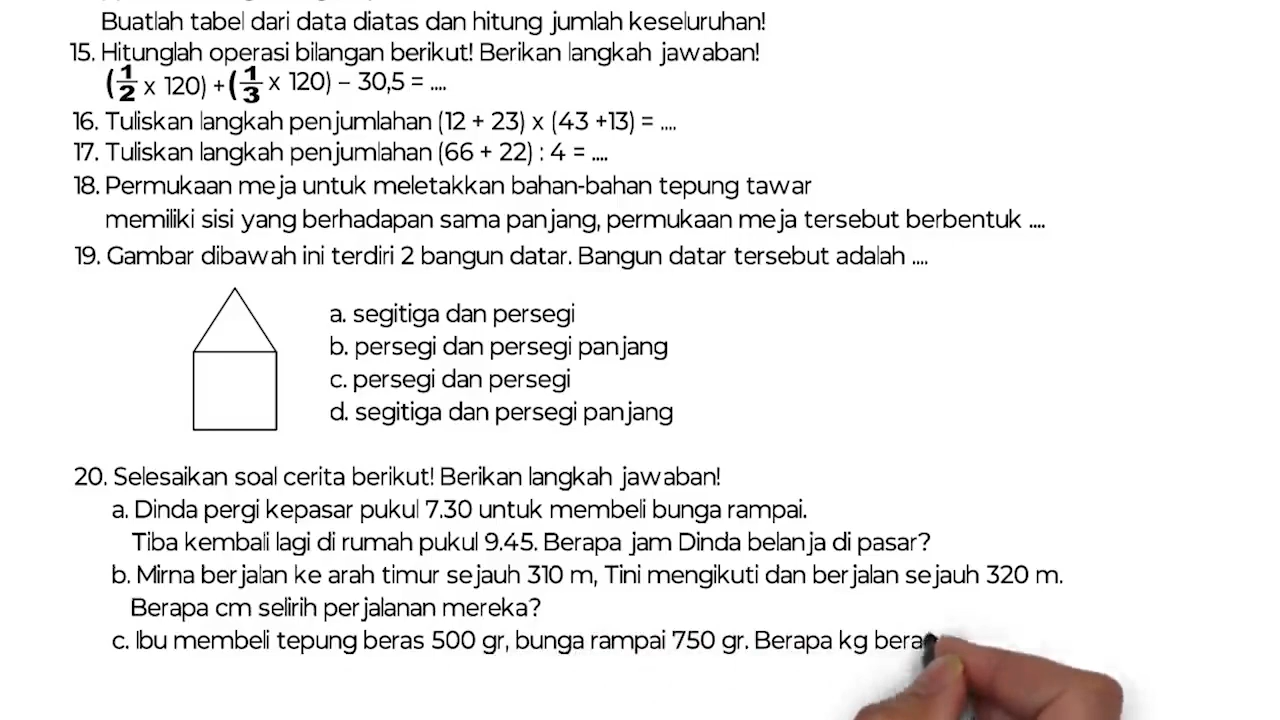 Buatlah tabel dari data diatas dan hitung jumlah keseluruhan!
15. Hitunglah operasi bilangan berikut! Berikan langkah jawaban!
(1/2 x 120) + (1/3 x 120) – 30,5 = ....
16. Tuliskan langkah penjumlahan (12 + 23) x (43 +13) = ....
17. Tuliskan langkah penjumlahan (66 + 22) : 4 = ....
18. Permukaan meja untuk meletakkan bahan-bahan tepung tawar
memiliki sisi yang berhadapan sama panjang, permukaan meja tersebut berbentuk ....
19. Gambar dibawah ini terdiri 2 bangun datar. Bangun datar tersebut adalah ....
a. segitiga dan persegi
b. persegi dan persegi panjang
c. persegi dan persegi
d. segitiga dan persegi panjang
20. Selesaikan soal cerita berikut! Berikan langkah jawaban!
a. Dinda pergi kepasar pukul 7.30 untuk membeli bunga rampai.
Tiba kembali lagi di rumah pukul 9.45. Berapa jam Dinda belanja di pasar?
b. Mirna berjalan ke arah timur sejauh 310 m, Tini mengikuti dan berjalan sejauh 320 m.
Berapa cm selirih perjalanan mereka?
c. Ibu membeli tepung beras 500 gr, bunga rampai 750 gr. Berapa kg